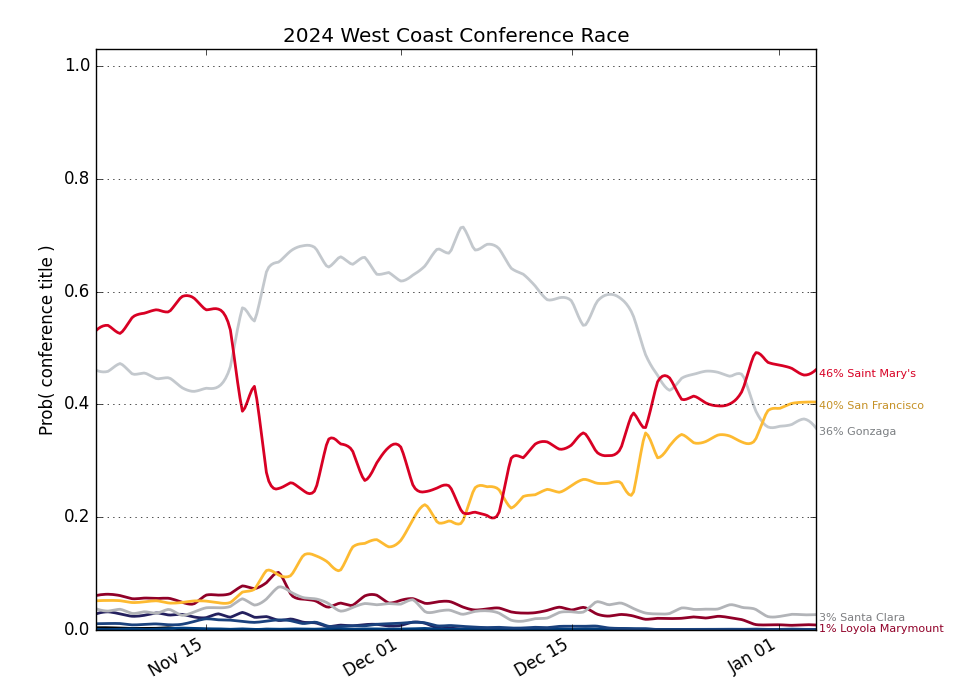 2024 West Coast Conference Race
Prob( conference title )
1.0
0.8
0.6
0.4
0.2
0.0
46% Saint Mary's
40% San Francisco
36% Gonzaga
3% Santa Clara
1% Loyola Marymount
Nov 15
Dec 01
Dec 15
Jan 01